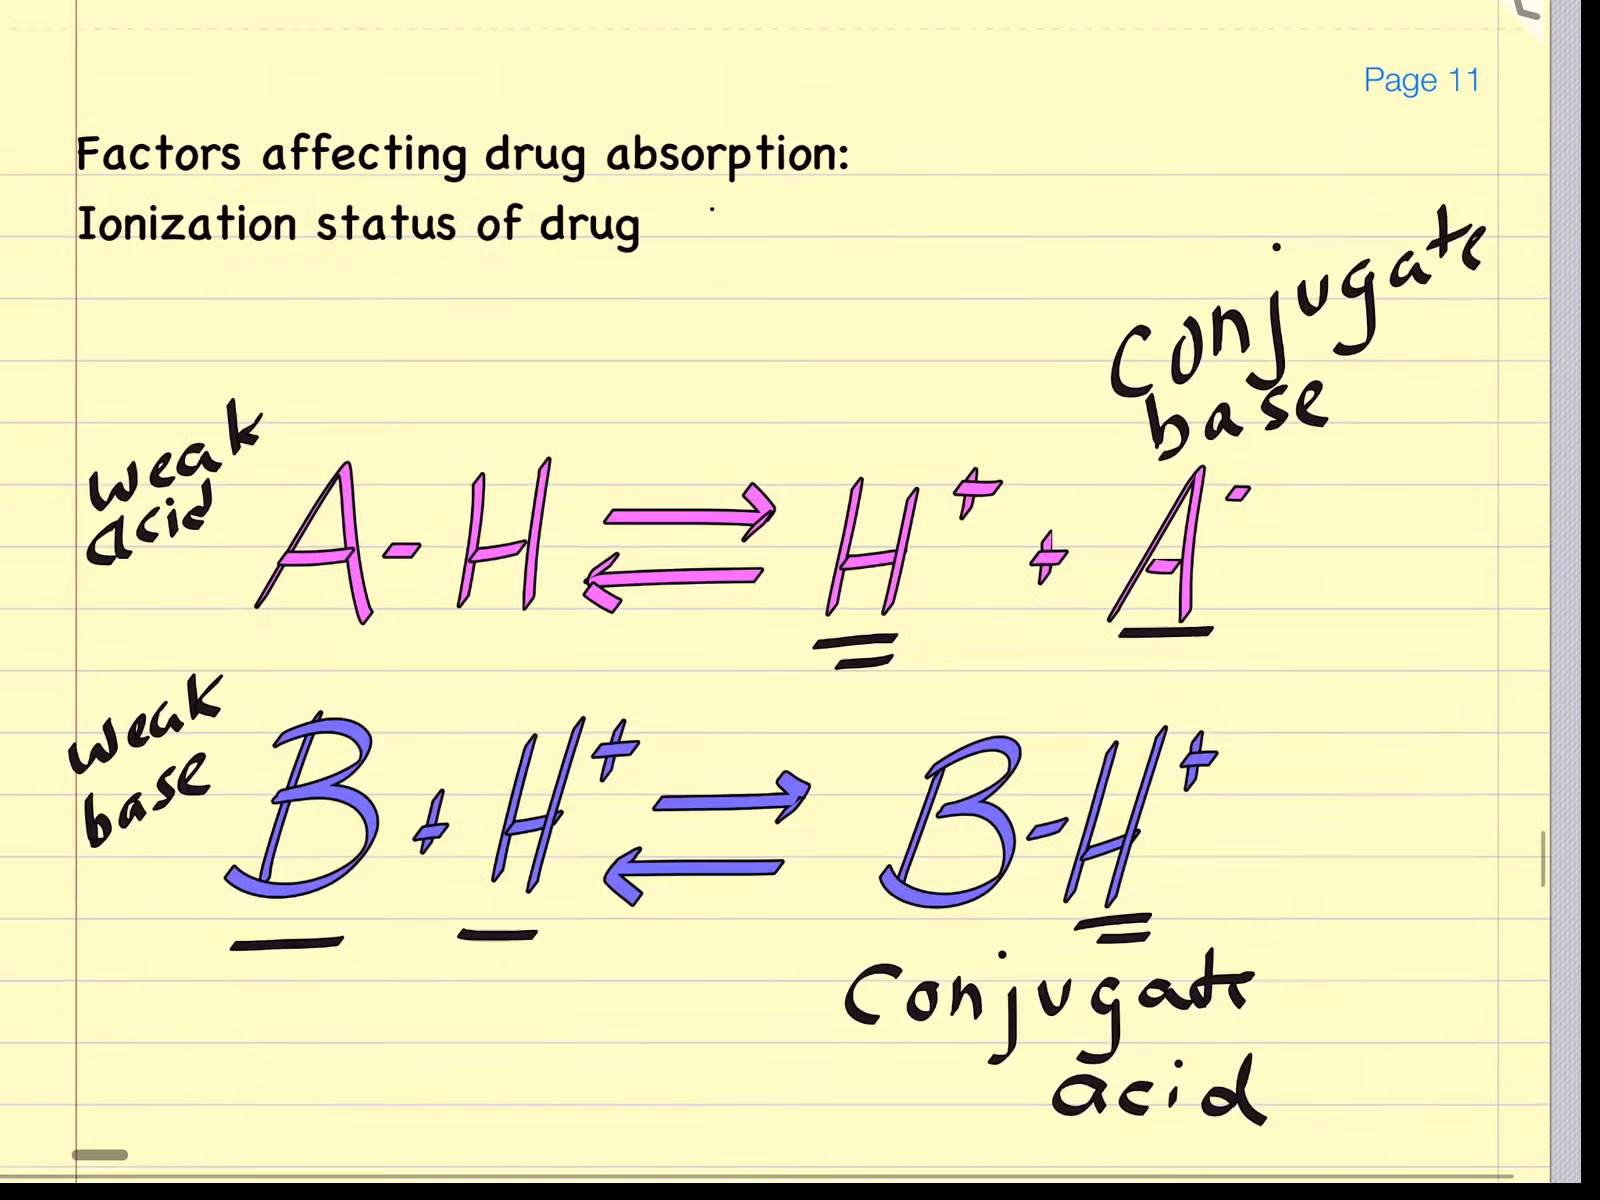 Page 11
Factors affecting drug absorption:
Ionization status of drug
Conjugate
base
weak
acid
A-H ⇌ H⁺ + A⁻
weak
base
B + H⁺ ⇌ B-H⁺
Conjugate
acid